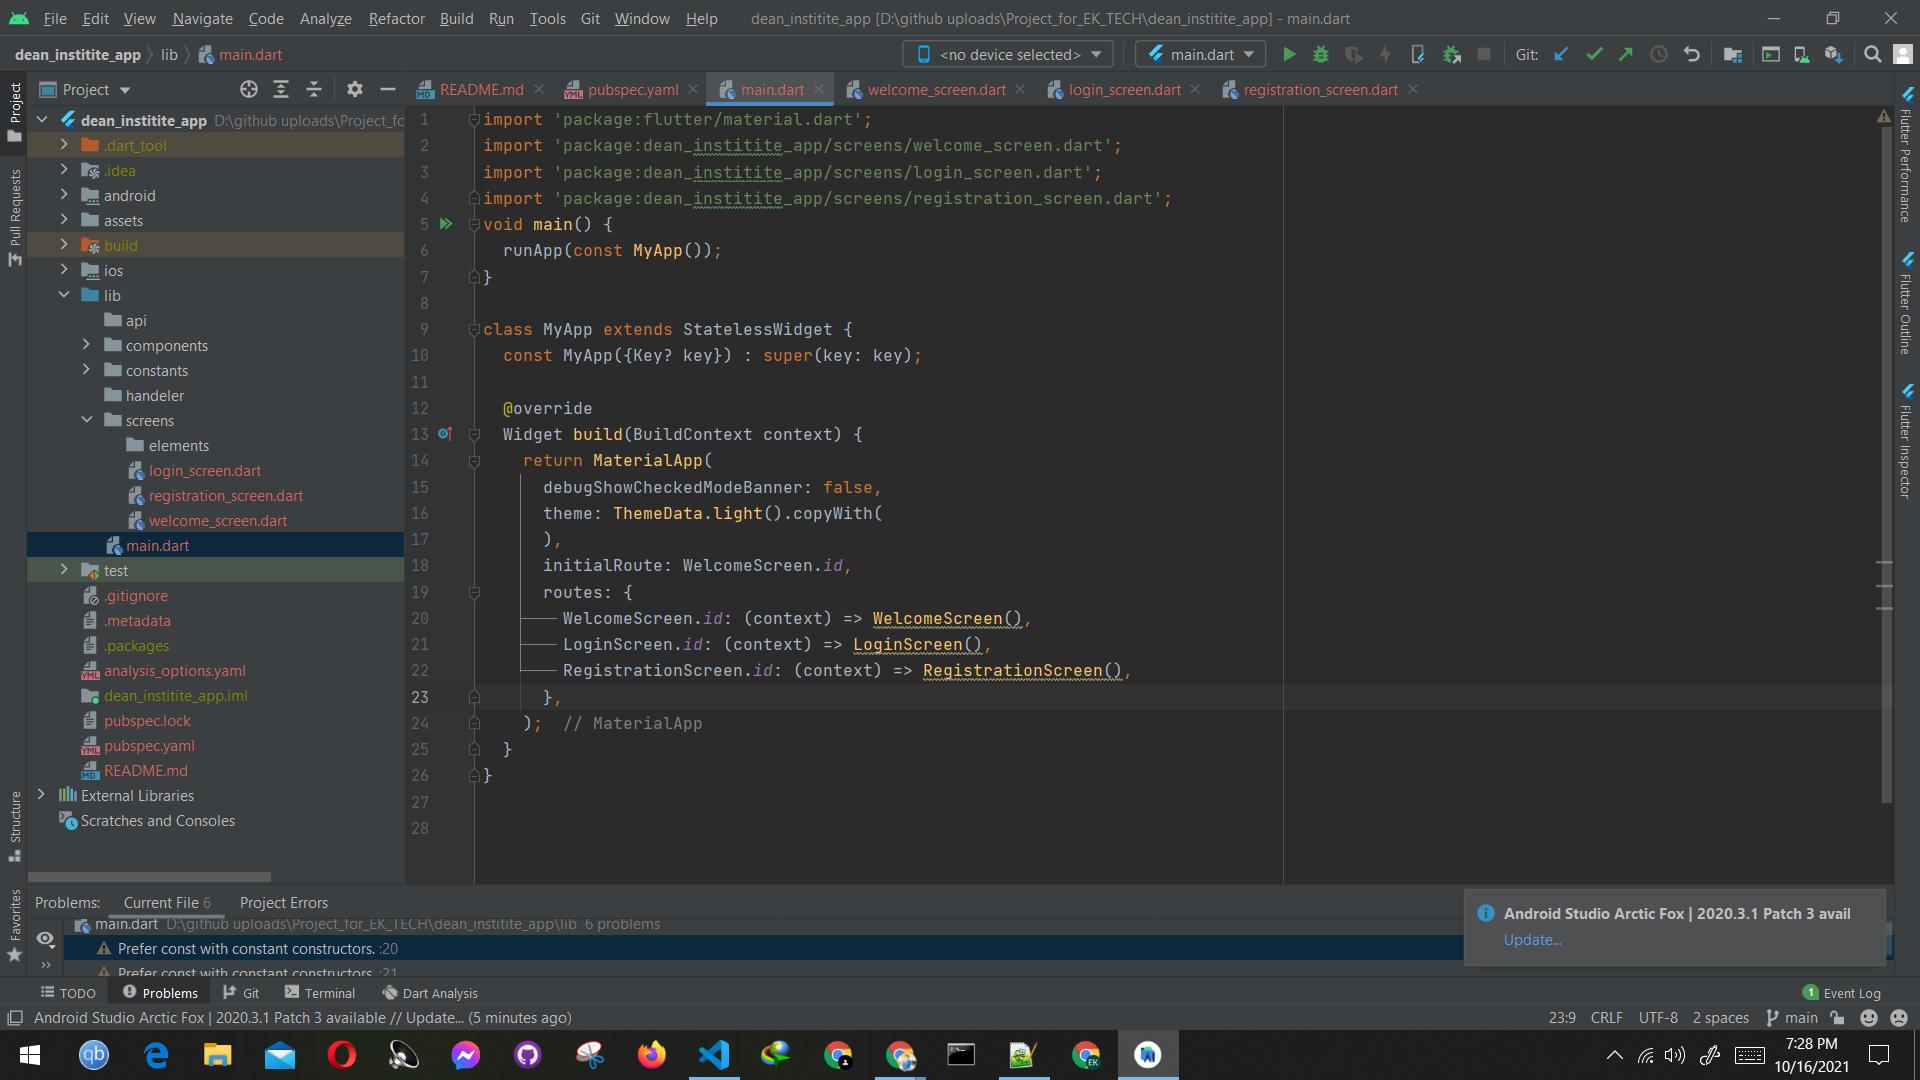 File Edit View Navigate Code Analyze Refactor Build Run Tools Git Window Help dean_institite_app [D:\github uploads\Project_for_EK_TECH\dean_institite_app] - main.dart
dean_institite_app lib main.dart <no device selected> main.dart Git:
Project README.md pubspec.yaml main.dart welcome_screen.dart login_screen.dart registration_screen.dart
Project
Pull Requests
Structure
Favorites
dean_institite_app D:\github uploads\Project_fo
.dart_tool
.idea
android
assets
build
ios
lib
api
components
constants
handeler
screens
elements
login_screen.dart
registration_screen.dart
welcome_screen.dart
main.dart
test
.gitignore
.metadata
.packages
analysis_options.yaml
dean_institite_app.iml
pubspec.lock
pubspec.yaml
README.md
External Libraries
Scratches and Consoles
1 import 'package:flutter/material.dart';
2 import 'package:dean_institite_app/screens/welcome_screen.dart';
3 import 'package:dean_institite_app/screens/login_screen.dart';
4 import 'package:dean_institite_app/screens/registration_screen.dart';
5 void main() {
6 runApp(const MyApp());
7 }
8
9 class MyApp extends StatelessWidget {
10 const MyApp({Key? key}) : super(key: key);
11
12 @override
13 Widget build(BuildContext context) {
14 return MaterialApp(
15 debugShowCheckedModeBanner: false,
16 theme: ThemeData.light().copyWith(
17 ),
18 initialRoute: WelcomeScreen.id,
19 routes: {
20 WelcomeScreen.id: (context) => WelcomeScreen(),
21 LoginScreen.id: (context) => LoginScreen(),
22 RegistrationScreen.id: (context) => RegistrationScreen(),
23 },
24 ); // MaterialApp
25 }
26 }
27
28
Flutter Performance
Flutter Outline
Flutter Inspector
Problems: Current File 6 Project Errors
main.dart D:\github uploads\Project_for_EK_TECH\dean_institite_app\lib 6 problems
Prefer const with constant constructors. :20
Prefer const with constant constructors. :21
Android Studio Arctic Fox | 2020.3.1 Patch 3 avail
Update...
TODO Problems Git Terminal Dart Analysis 1 Event Log
Android Studio Arctic Fox | 2020.3.1 Patch 3 available // Update... (5 minutes ago) 23:9 CRLF UTF-8 2 spaces main
7:28 PM
10/16/2021